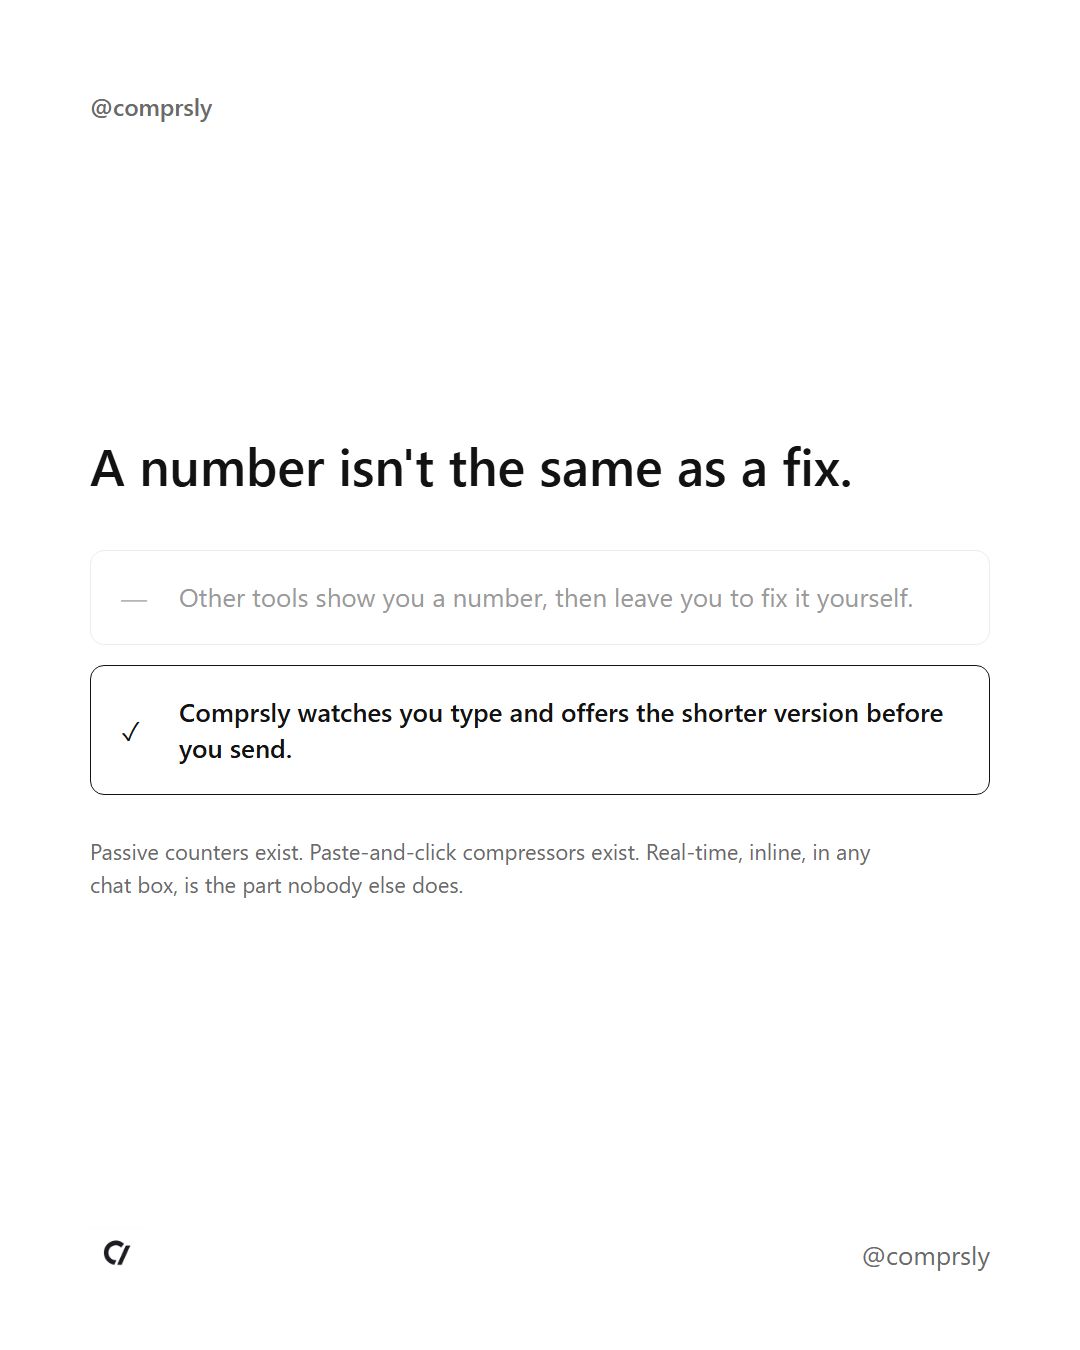 @comprsly
A number isn't the same as a fix.
— Other tools show you a number, then leave you to fix it yourself.
✓ Comprsly watches you type and offers the shorter version before
you send.
Passive counters exist. Paste-and-click compressors exist. Real-time, inline, in any
chat box, is the part nobody else does.
@comprsly